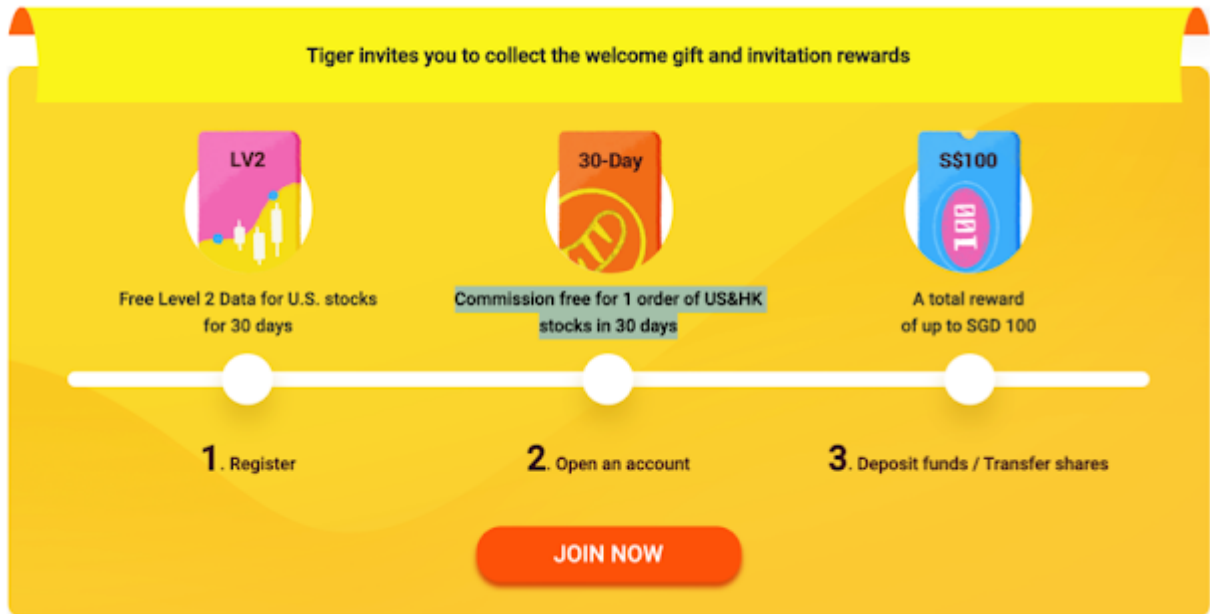 Tiger invites you to collect the welcome gift and invitation rewards
LV2
30-Day
S$100
100
Free Level 2 Data for U.S. stocks
for 30 days
Commission free for 1 order of US&HK
stocks in 30 days
A total reward
of up to SGD 100
1. Register
2. Open an account
3. Deposit funds / Transfer shares
JOIN NOW